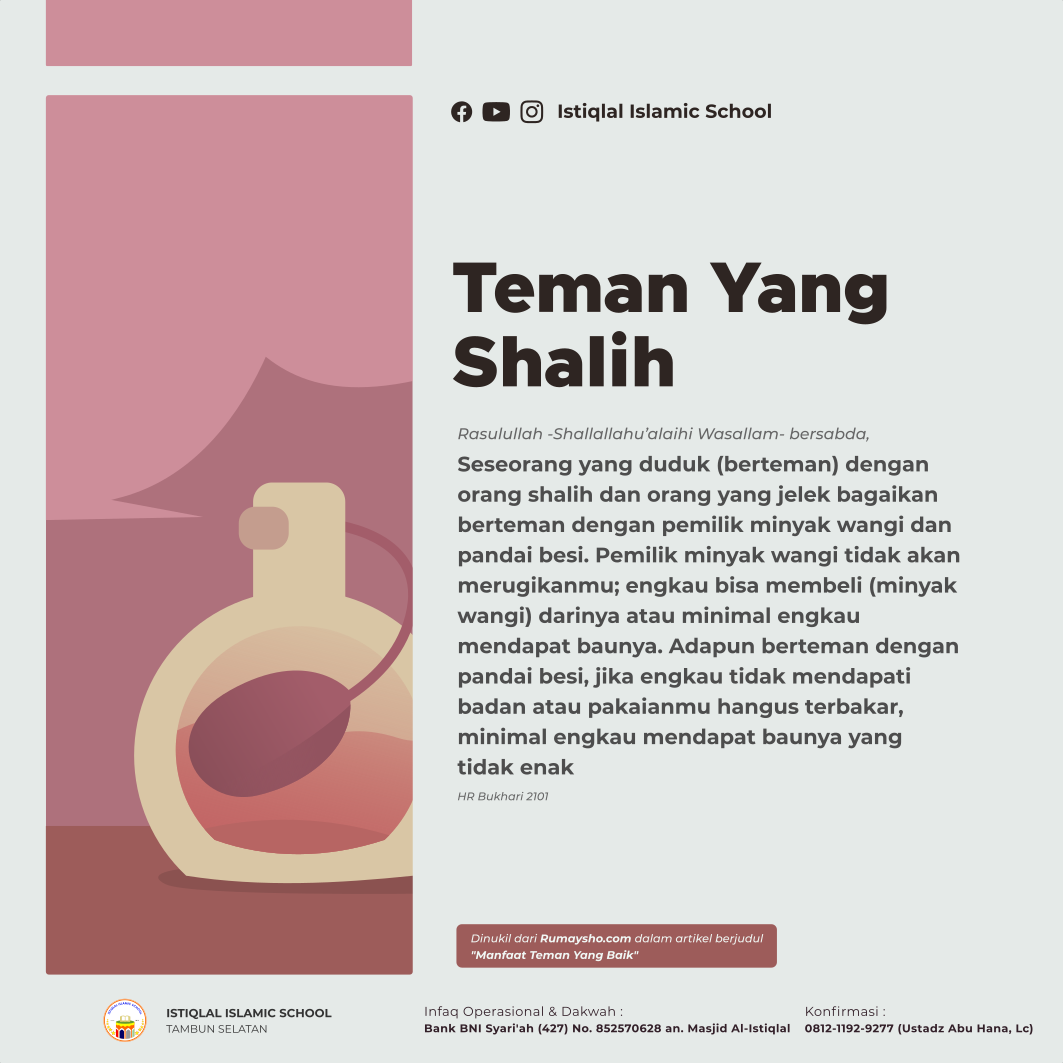 Istiqlal Islamic School
Teman Yang
Shalih
Rasulullah -Shallallahu’alaihi Wasallam- bersabda,
Seseorang yang duduk (berteman) dengan
orang shalih dan orang yang jelek bagaikan
berteman dengan pemilik minyak wangi dan
pandai besi. Pemilik minyak wangi tidak akan
merugikanmu; engkau bisa membeli (minyak
wangi) darinya atau minimal engkau
mendapat baunya. Adapun berteman dengan
pandai besi, jika engkau tidak mendapati
badan atau pakaianmu hangus terbakar,
minimal engkau mendapat baunya yang
tidak enak
HR Bukhari 2101
Dinukil dari Rumaysho.com dalam artikel berjudul
"Manfaat Teman Yang Baik"
ISTIQLAL ISLAMIC SCHOOL
TAMBUN SELATAN
Infaq Operasional & Dakwah :
Bank BNI Syari'ah (427) No. 852570628 an. Masjid Al-Istiqlal
Konfirmasi :
0812-1192-9277 (Ustadz Abu Hana, Lc)